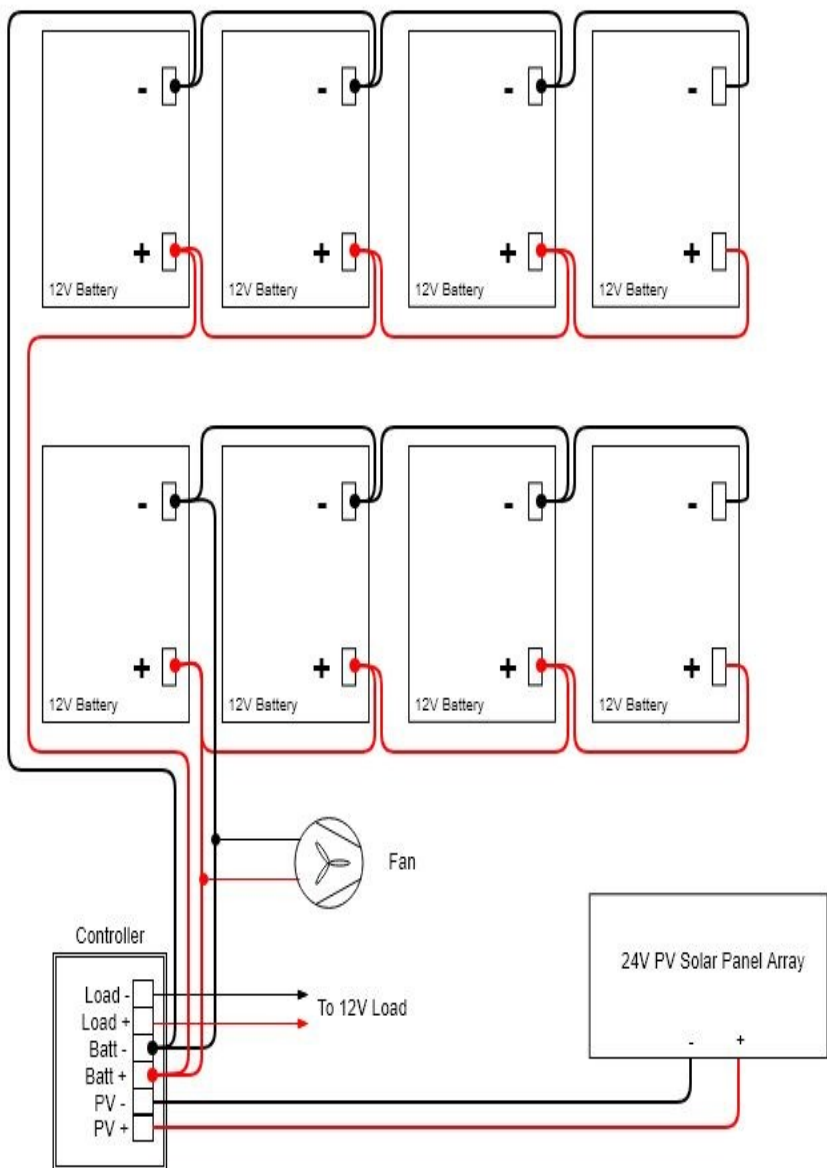 - - - -
+ + + +
12V Battery 12V Battery 12V Battery 12V Battery
- - - -
+ + + +
12V Battery 12V Battery 12V Battery 12V Battery
Fan
Controller
24V PV Solar Panel Array
- +
Load -
Load +
To 12V Load
Batt -
Batt +
PV -
PV +